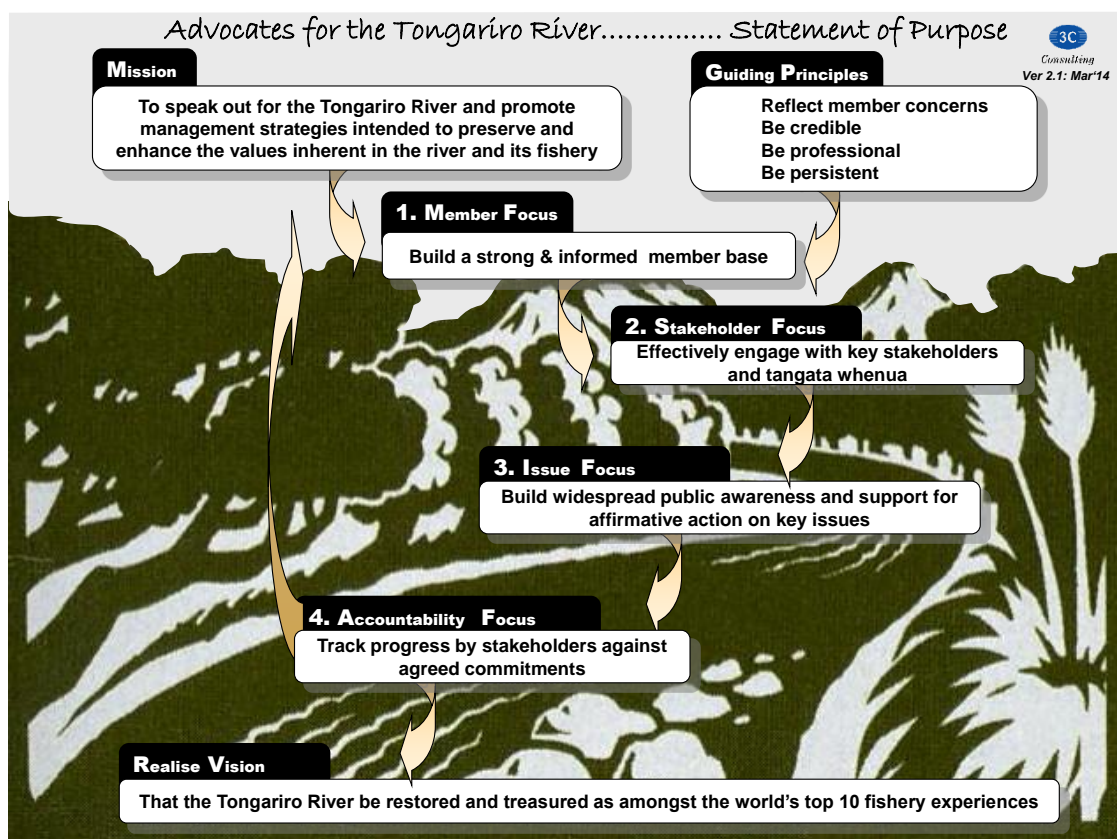 Advocates for the Tongariro River............... Statement of Purpose
3C
Consulting
Ver 2.1: Mar'14
Mission
To speak out for the Tongariro River and promote
management strategies intended to preserve and
enhance the values inherent in the river and its fishery
Guiding Principles
Reflect member concerns
Be credible
Be professional
Be persistent
1. Member Focus
Build a strong & informed member base
2. Stakeholder Focus
Effectively engage with key stakeholders
and tangata whenua
3. Issue Focus
Build widespread public awareness and support for
affirmative action on key issues
4. Accountability Focus
Track progress by stakeholders against
agreed commitments
Realise Vision
That the Tongariro River be restored and treasured as amongst the world's top 10 fishery experiences